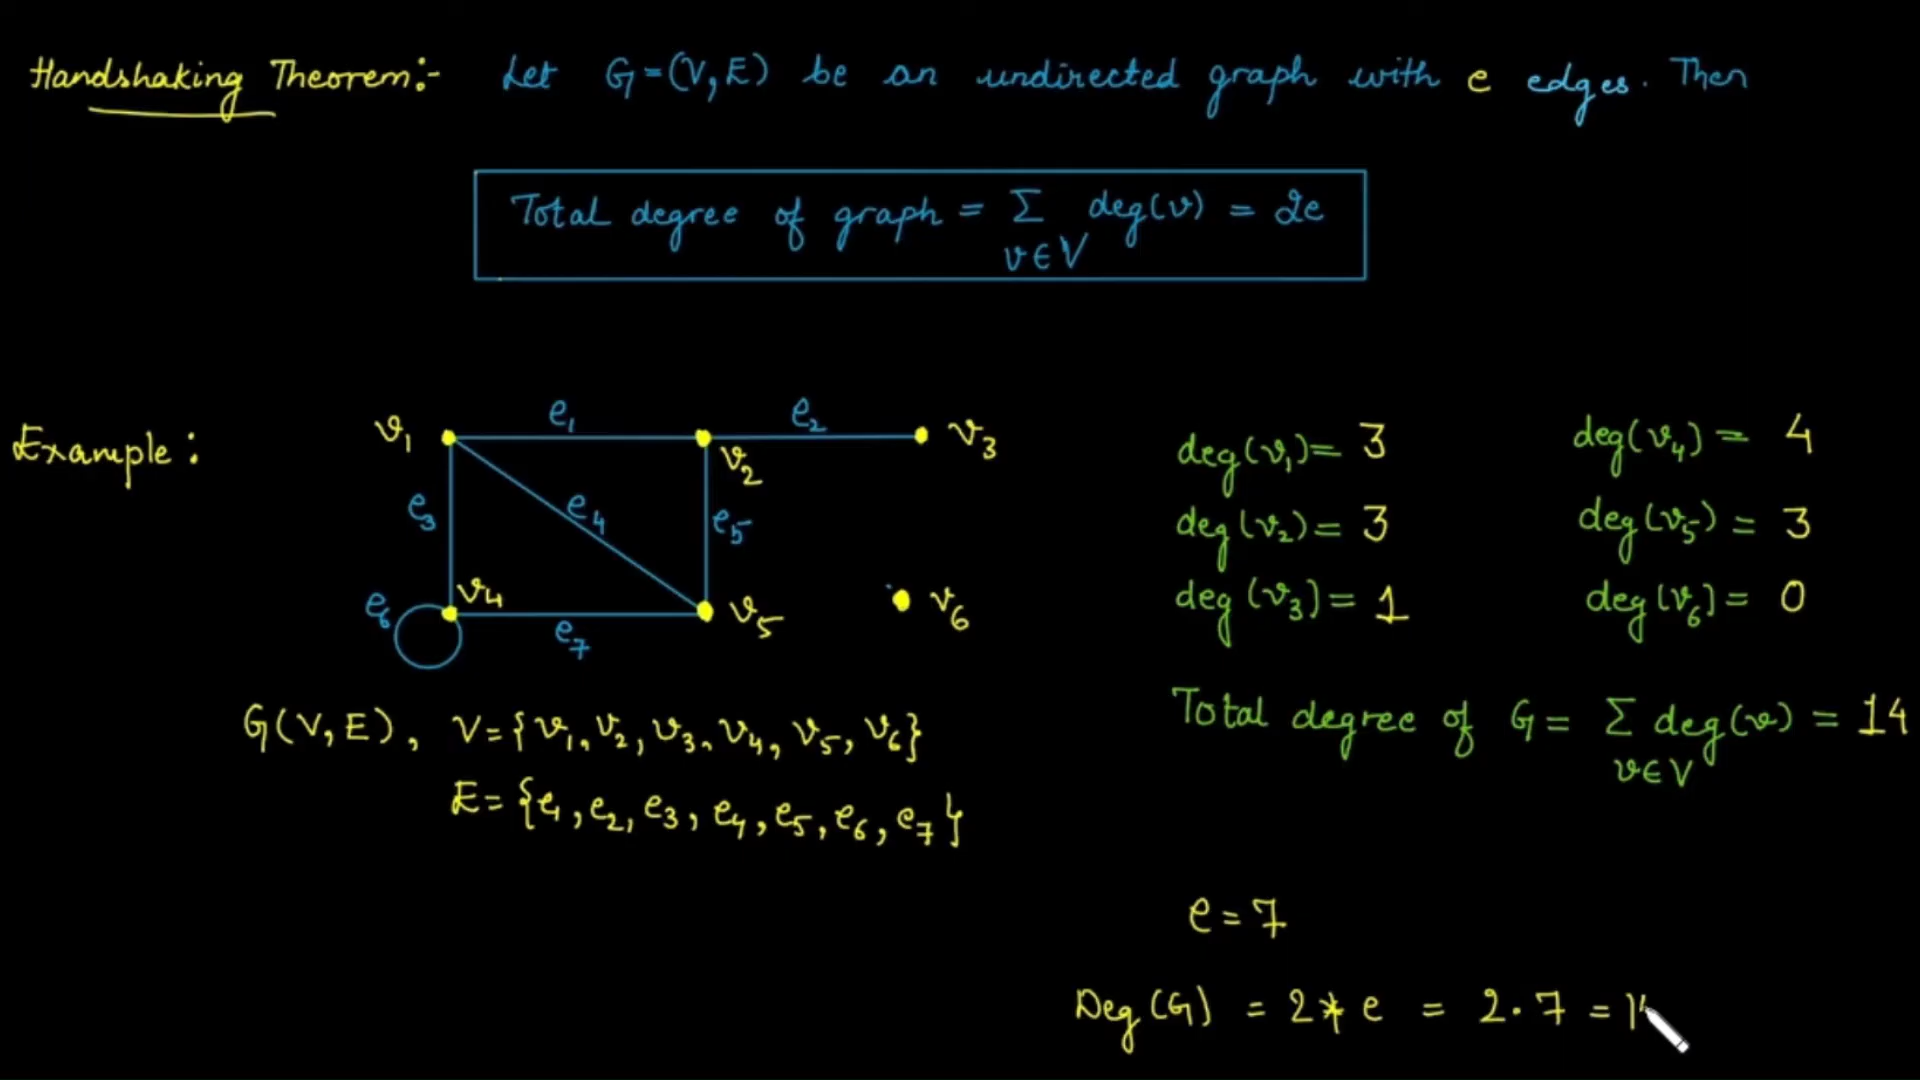 Handshaking Theorem:- Let G=(V,E) be an undirected graph with e edges. Then
Total degree of graph = Σ deg(v) = 2e
v∈V
Example:
e₁ e₂
v₁ v₂ v₃
e₃ e₄ e₅
v₄ v₅ v₆
e₆ e₇
deg(v₁)= 3
deg(v₂)= 3
deg(v₃)= 1
deg(v₄) = 4
deg(v₅) = 3
deg(v₆)= 0
G(V,E), V={v₁,v₂,v₃,v₄,v₅,v₆}
E={e₁,e₂,e₃,e₄,e₅,e₆,e₇}
Total degree of G= Σ deg(v) = 14
v∈V
e=7
Deg(G) = 2*e = 2.7 =